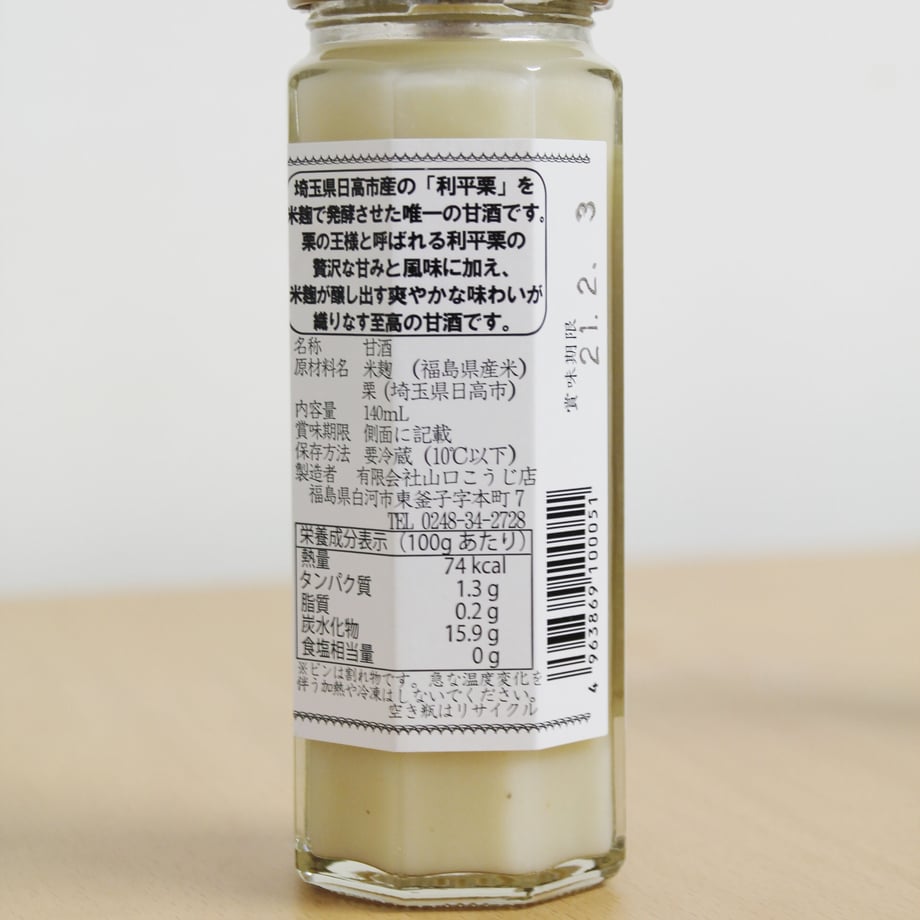 埼玉県日高市産の「利平栗」を
米麹で発酵させた唯一の甘酒です。
栗の王様と呼ばれる利平栗の
贅沢な甘みと風味に加え、
米麹が醸し出す爽やかな味わいが
織りなす至高の甘酒です。
名称 甘酒
原材料名 米麹 (福島県産米)
栗 (埼玉県日高市)
内容量 140mL
賞味期限 側面に記載
保存方法 要冷蔵 (10℃以下)
製造者 有限会社山口こうじ店
福島県白河市東釜子字本町7
TEL 0248-34-2728
栄養成分表示 (100gあたり)
熱量 74 kcal
タンパク質 1.3 g
脂質 0.2 g
炭水化物 15.9 g
食塩相当量 0 g
※ビンは割れ物です。急な温度変化を
伴う加熱や冷凍はしないでください。
空き瓶はリサイクル
賞味期限
21. 2. 3
4 963869 100051